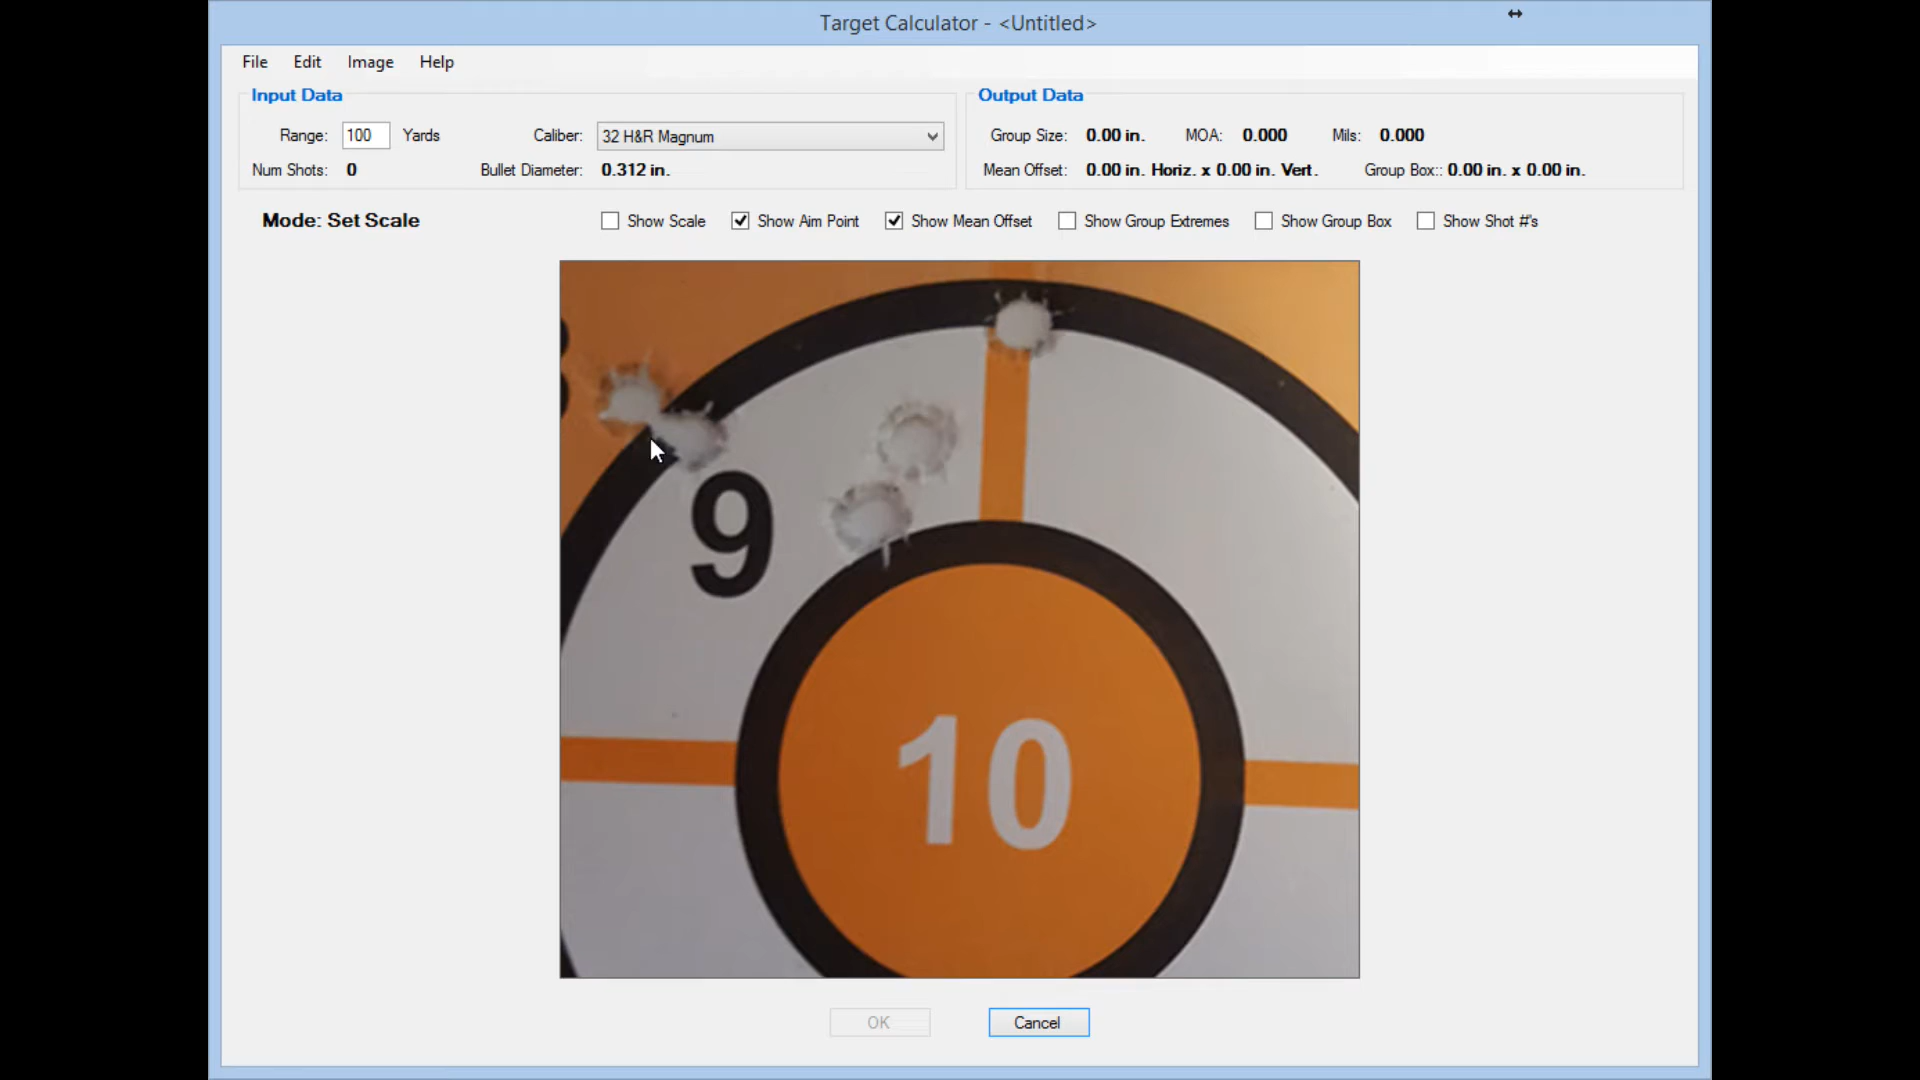 Target Calculator - <Untitled>
File Edit Image Help
Input Data
Output Data
Range: 100 Yards Caliber: 32 H&R Magnum
Group Size: 0.00 in. MOA: 0.000 Mils: 0.000
Num Shots: 0 Bullet Diameter: 0.312 in.
Mean Offset: 0.00 in. Horiz. x 0.00 in. Vert. Group Box:: 0.00 in. x 0.00 in.
Mode: Set Scale
Show Scale Show Aim Point Show Mean Offset Show Group Extremes Show Group Box Show Shot #'s
9
10
OK Cancel